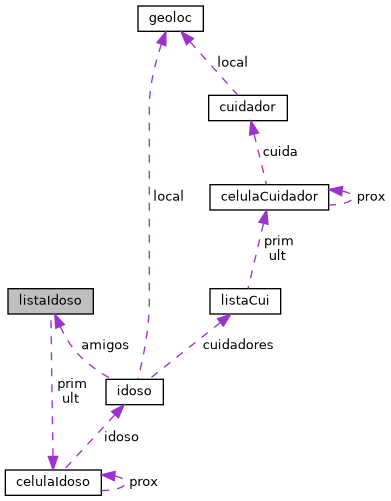 geoloc
local
cuidador
cuida
local
celulaCuidador
prox
prim
ult
listaIdoso
listaCui
amigos
cuidadores
prim
ult
idoso
idoso
celulaIdoso
prox